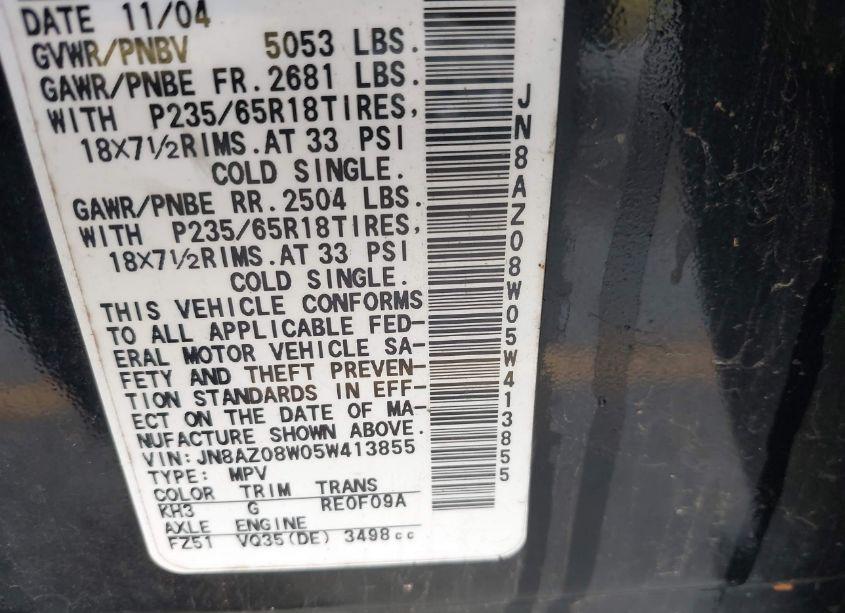 DATE 11/04
GVWR/PNBV 5053 LBS.
GAWR/PNBE FR. 2681 LBS.
WITH P235/65R18TIRES,
18X7½RIMS. AT 33 PSI
COLD SINGLE.
GAWR/PNBE RR. 2504 LBS.
WITH P235/65R18TIRES,
18X7½RIMS. AT 33 PSI
COLD SINGLE.
THIS VEHICLE CONFORMS
TO ALL APPLICABLE FED-
ERAL MOTOR VEHICLE SA-
FETY AND THEFT PREVEN-
TION STANDARDS IN EFF-
ECT ON THE DATE OF MA-
NUFACTURE SHOWN ABOVE.
VIN: JN8AZ08W05W413855
TYPE: MPV
COLOR TRIM TRANS
KH3 G RE0F09A
AXLE ENGINE
FZ51 VQ35(DE) 3498cc
JN8AZ08W05W413855